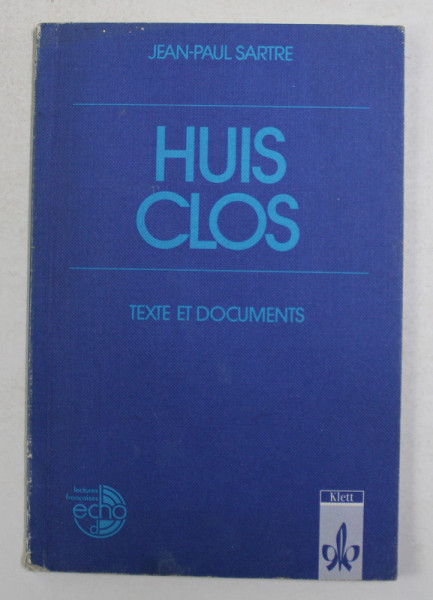 JEAN-PAUL SARTRE
HUIS
CLOS
TEXTE ET DOCUMENTS
lectures
françaises
echo
d
Klett